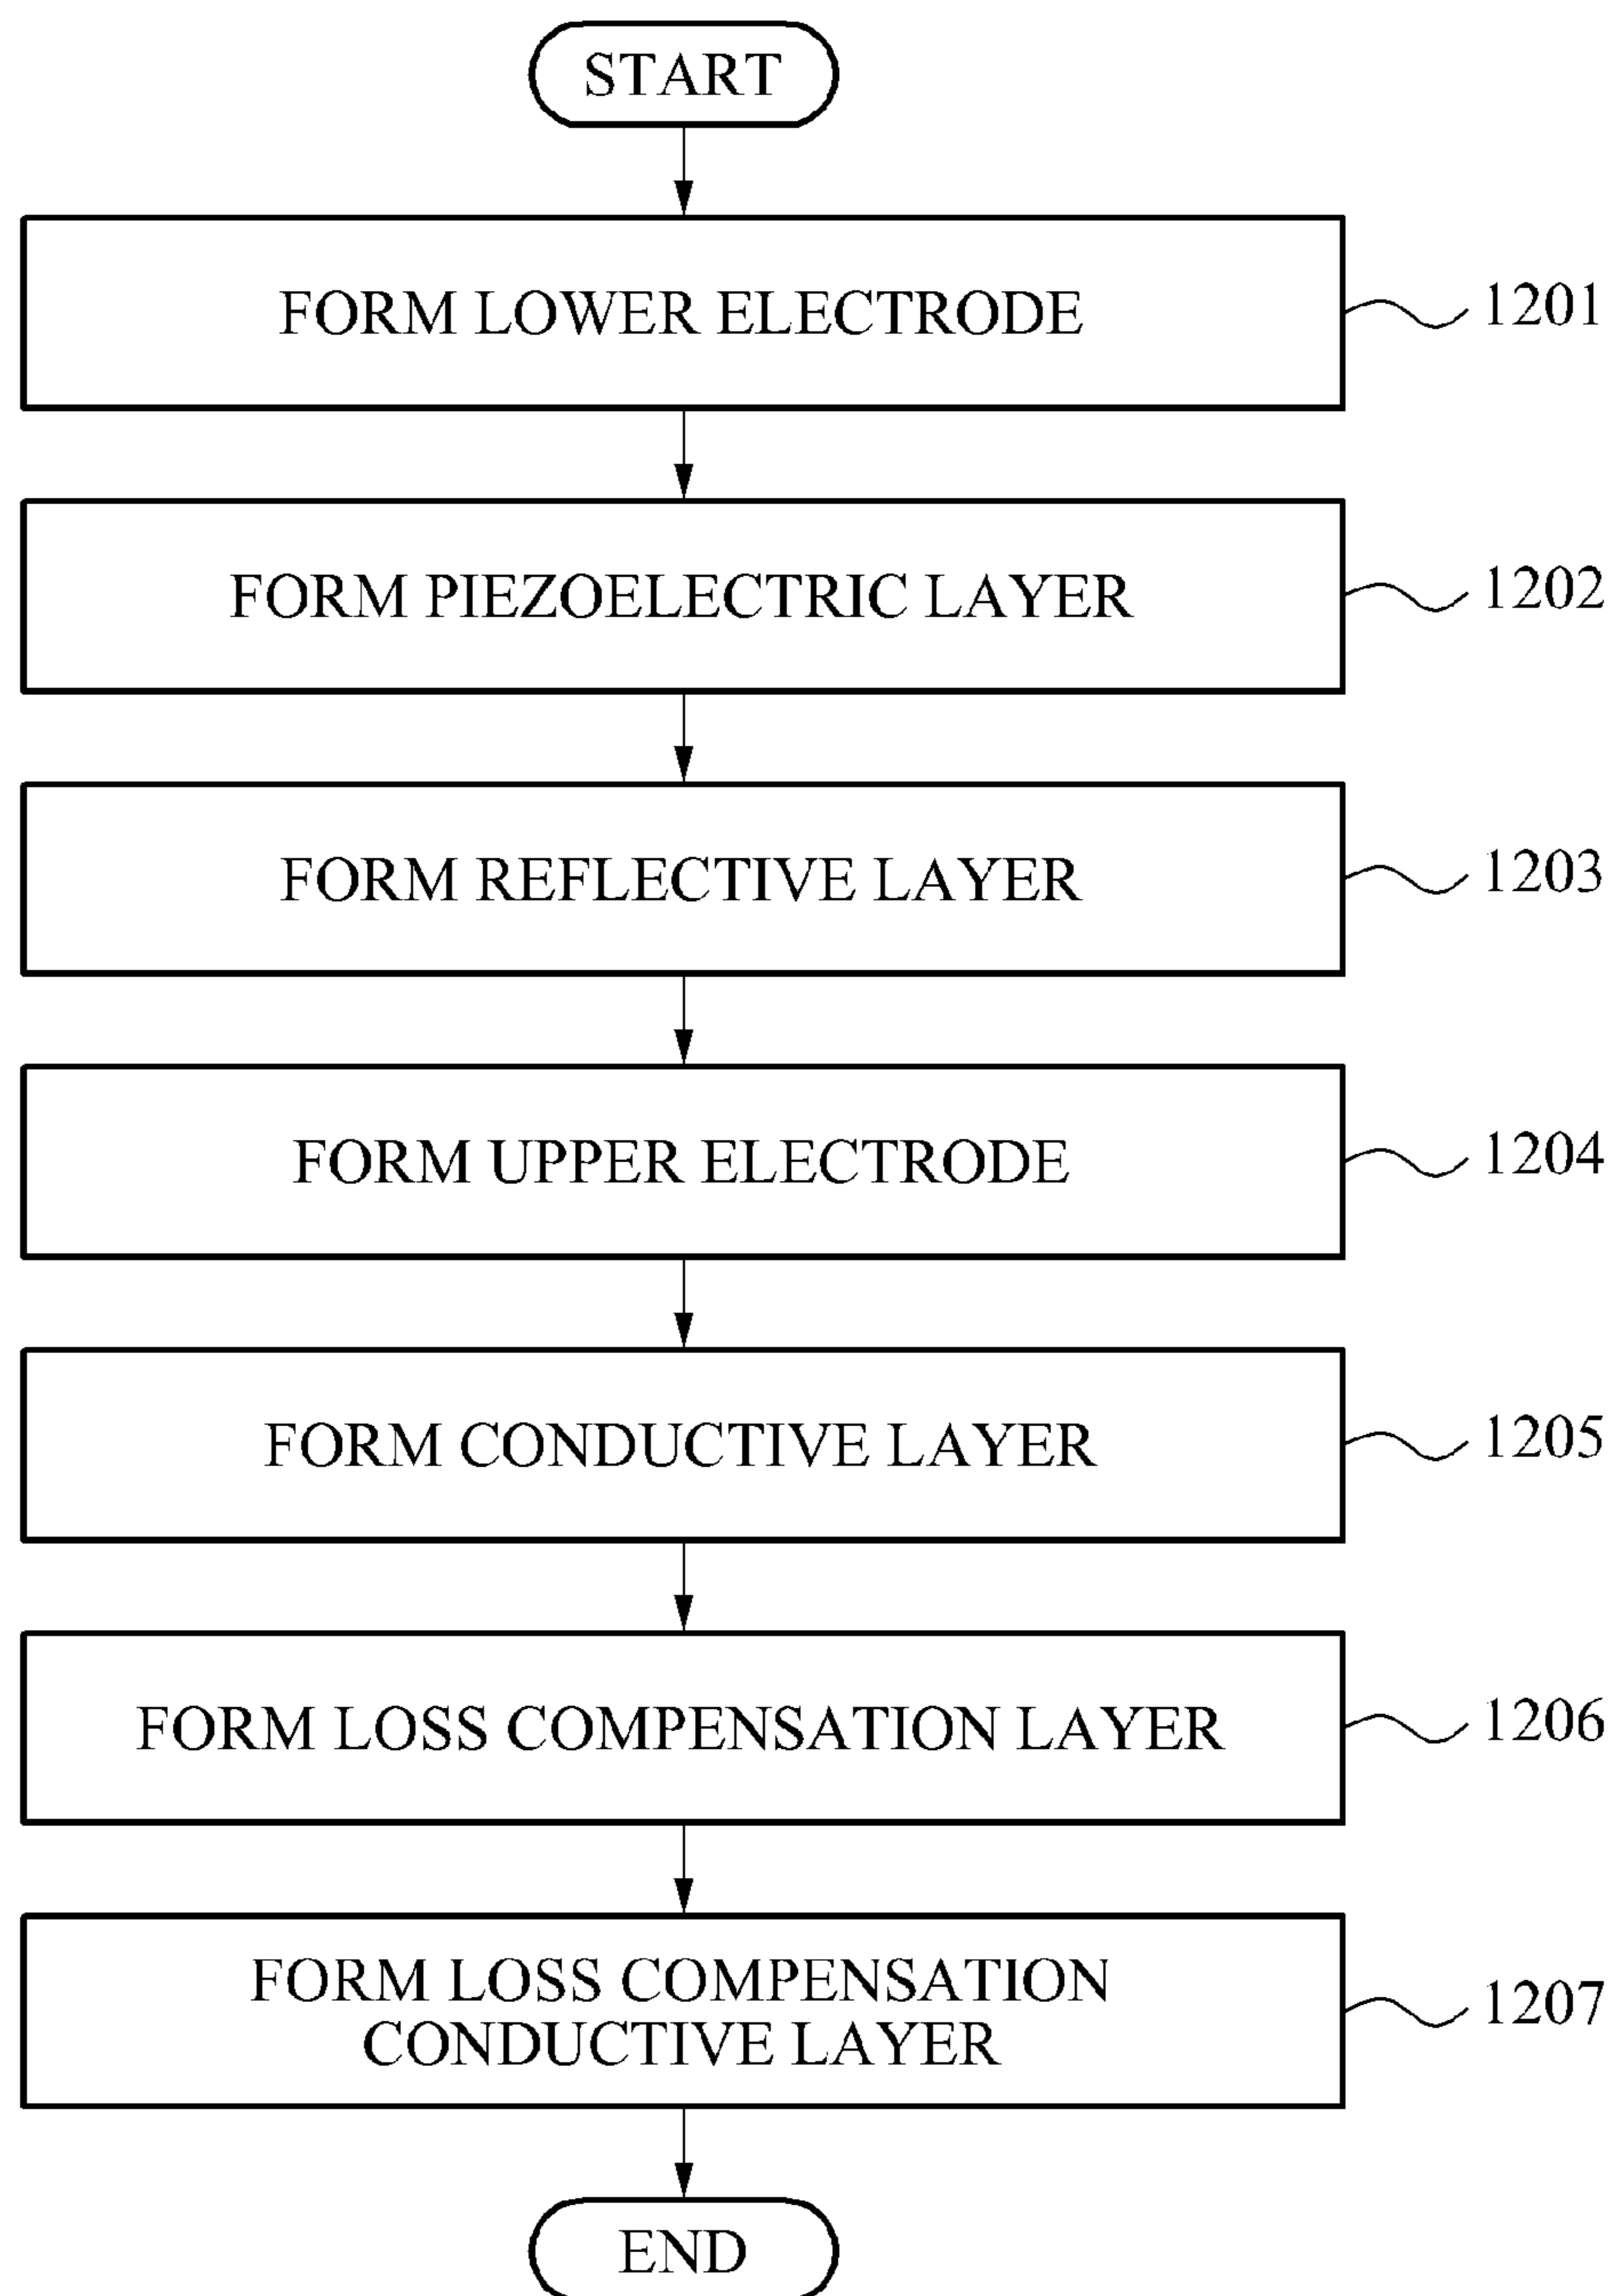 START
FORM LOWER ELECTRODE
1201
FORM PIEZOELECTRIC LAYER
1202
FORM REFLECTIVE LAYER
1203
FORM UPPER ELECTRODE
1204
FORM CONDUCTIVE LAYER
1205
FORM LOSS COMPENSATION LAYER
1206
FORM LOSS COMPENSATION
CONDUCTIVE LAYER
1207
END